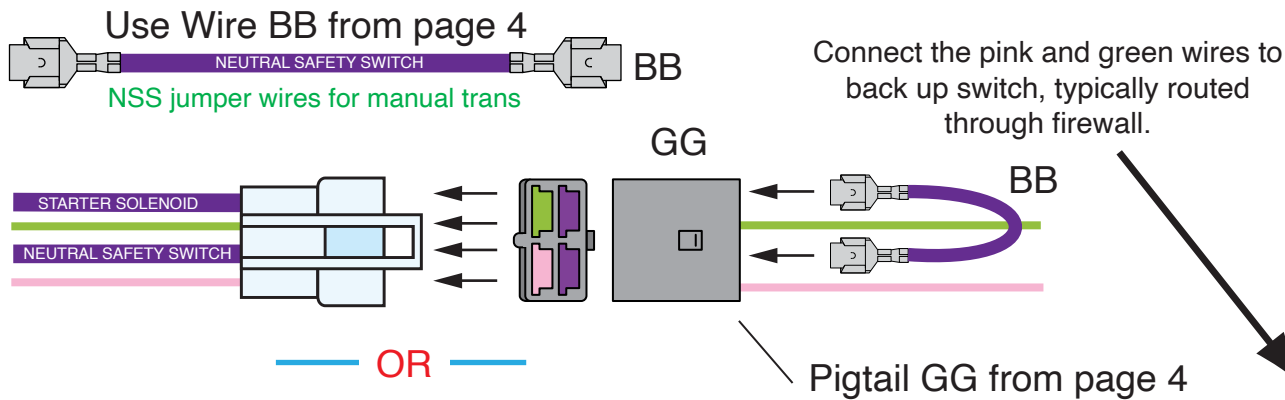 Use Wire BB from page 4
NEUTRAL SAFETY SWITCH
BB
NSS jumper wires for manual trans
Connect the pink and green wires to
back up switch, typically routed
through firewall.
GG
BB
STARTER SOLENOID
NEUTRAL SAFETY SWITCH
OR
Pigtail GG from page 4